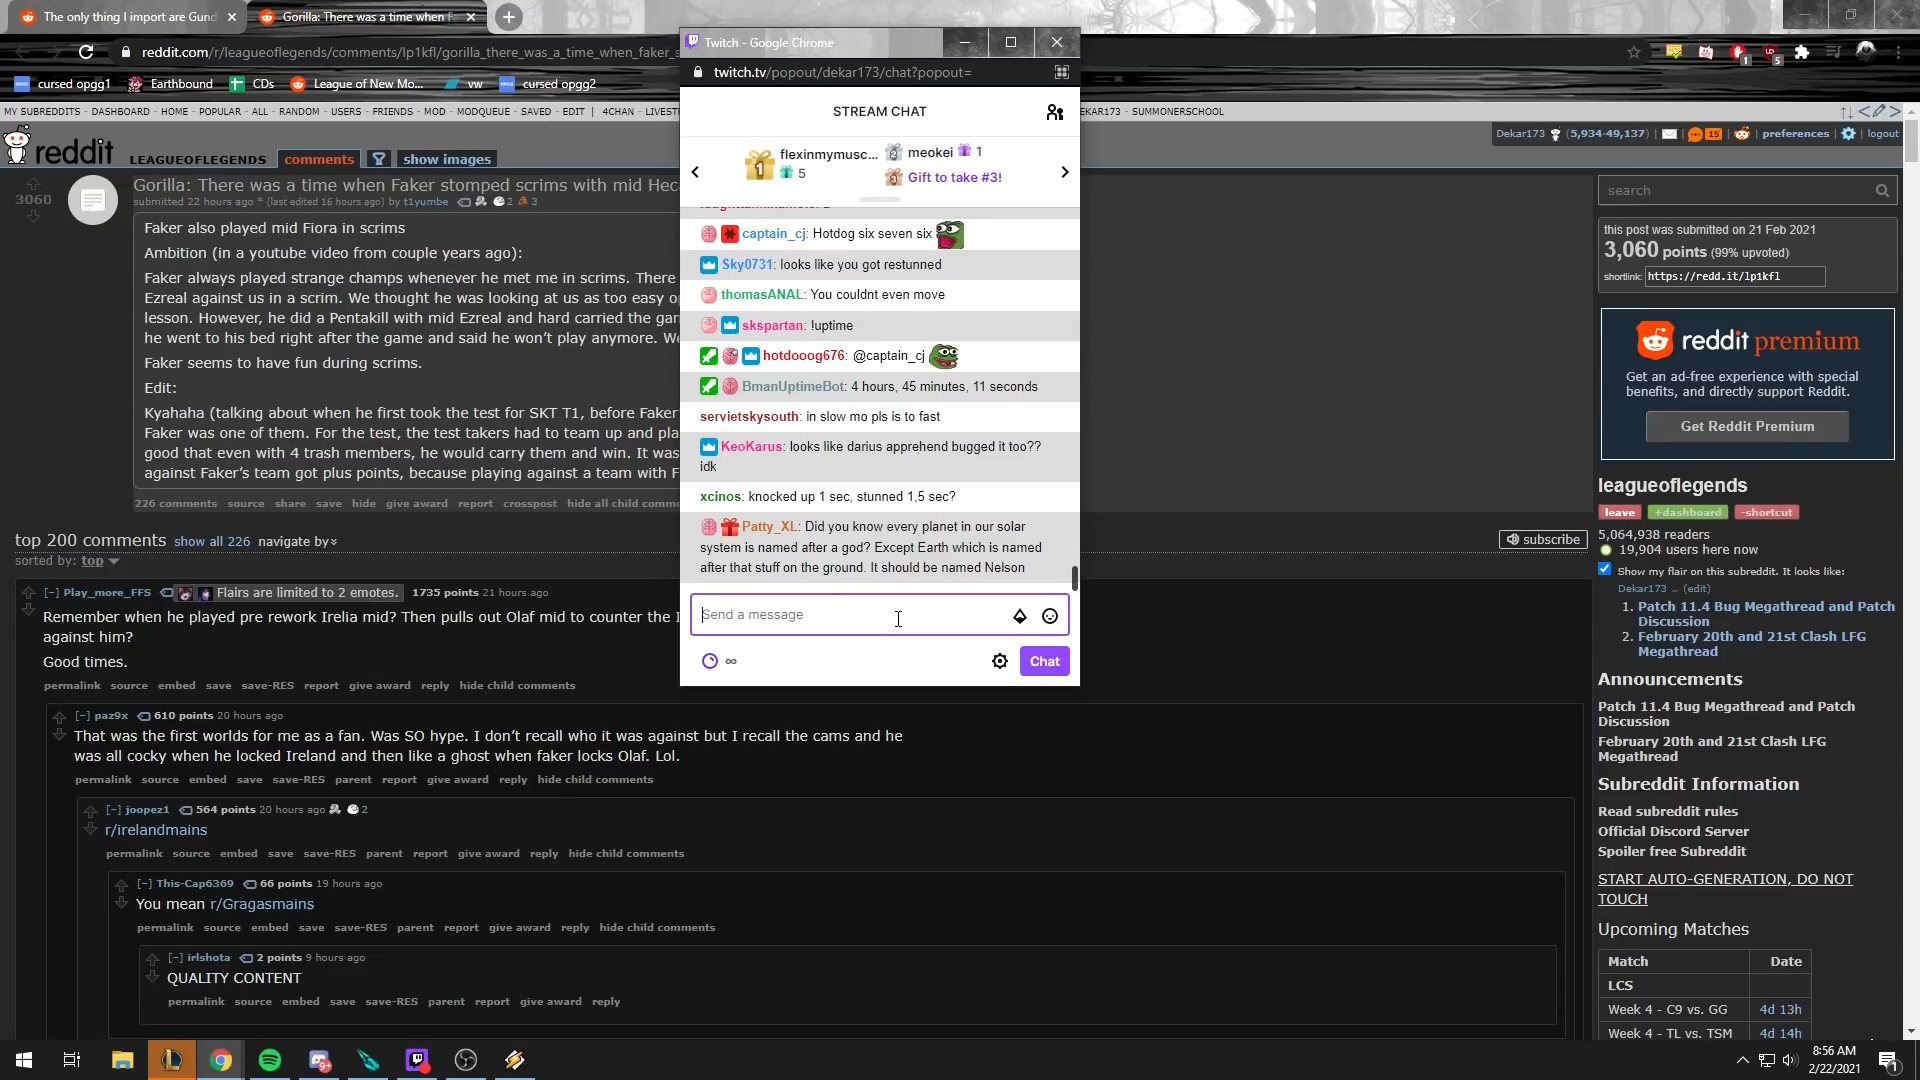 The only thing I import are Gund
Gorilla: There was a time when F
reddit.com/r/leagueoflegends/comments/lp1kfl/gorilla_there_was_a_time_when_faker_s
cursed opgg1
Earthbound
CDs
League of New Mo...
vw
cursed opgg2
MY SUBREDDITS - DASHBOARD - HOME - POPULAR - ALL - RANDOM - USERS - FRIENDS - MOD - MODQUEUE - SAVED - EDIT | 4CHAN - LIVEST
EKAR173 - SUMMONERSCHOOL
reddit LEAGUEOFLEGENDS comments show images
Dekar173 (5,934·49,137) | 15 | preferences | logout
3060
Gorilla: There was a time when Faker stomped scrims with mid Hec
submitted 22 hours ago * (last edited 16 hours ago) by t1yumbe 2 3
Faker also played mid Fiora in scrims
Ambition (in a youtube video from couple years ago):
Faker always played strange champs whenever he met me in scrims. There
Ezreal against us in a scrim. We thought he was looking at us as too easy op
lesson. However, he did a Pentakill with mid Ezreal and hard carried the gan
he went to his bed right after the game and said he won't play anymore. We
Faker seems to have fun during scrims.
Edit:
Kyahaha (talking about when he first took the test for SKT T1, before Faker
Faker was one of them. For the test, the test takers had to team up and pla
good that even with 4 trash members, he would carry them and win. It was
against Faker's team got plus points, because playing against a team with F
226 comments source share save hide give award report crosspost hide all child comme
top 200 comments show all 226 navigate by
sorted by: top
subscribe
[-] Play_more_FFS Flairs are limited to 2 emotes. 1735 points 21 hours ago
Remember when he played pre rework Irelia mid? Then pulls out Olaf mid to counter the I
against him?
Good times.
permalink source embed save save-RES report give award reply hide child comments
[-] paz9x 610 points 20 hours ago
That was the first worlds for me as a fan. Was SO hype. I don't recall who it was against but I recall the cams and he
was all cocky when he locked Ireland and then like a ghost when faker locks Olaf. Lol.
permalink source embed save save-RES parent report give award reply hide child comments
[-] joopez1 564 points 20 hours ago 2
r/irelandmains
permalink source embed save save-RES parent report give award reply hide child comments
[-] This-Cap6369 66 points 19 hours ago
You mean r/Gragasmains
permalink source embed save save-RES parent report give award reply hide child comments
[-] irlshota 2 points 9 hours ago
QUALITY CONTENT
permalink source embed save save-RES parent report give award reply
Twitch - Google Chrome
twitch.tv/popout/dekar173/chat?popout=
STREAM CHAT
flexinmymusc... 5
meokei 1
Gift to take #3!
captain_cj: Hotdog six seven six
Sky0731: looks like you got restunned
thomasANAL: You couldnt even move
skspartan: !uptime
hotdooog676: @captain_cj
BmanUptimeBot: 4 hours, 45 minutes, 11 seconds
servietskysouth: in slow mo pls is to fast
KeoKarus: looks like darius apprehend bugged it too??
idk
xcinos: knocked up 1 sec, stunned 1,5 sec?
Patty_XL: Did you know every planet in our solar
system is named after a god? Except Earth which is named
after that stuff on the ground. It should be named Nelson
Send a message
∞
Chat
search
this post was submitted on 21 Feb 2021
3,060 points (99% upvoted)
shortlink: https://redd.it/lp1kfl
reddit premium
Get an ad-free experience with special
benefits, and directly support Reddit.
Get Reddit Premium
leagueoflegends
leave +dashboard -shortcut
5,064,938 readers
19,904 users here now
Show my flair on this subreddit. It looks like:
Dekar173 .. (edit)
1. Patch 11.4 Bug Megathread and Patch
Discussion
2. February 20th and 21st Clash LFG
Megathread
Announcements
Patch 11.4 Bug Megathread and Patch
Discussion
February 20th and 21st Clash LFG
Megathread
Subreddit Information
Read subreddit rules
Official Discord Server
Spoiler free Subreddit
START AUTO-GENERATION, DO NOT
TOUCH
Upcoming Matches
Match Date
LCS
Week 4 - C9 vs. GG 4d 13h
Week 4 - TL vs. TSM 4d 14h
8:56 AM
2/22/2021